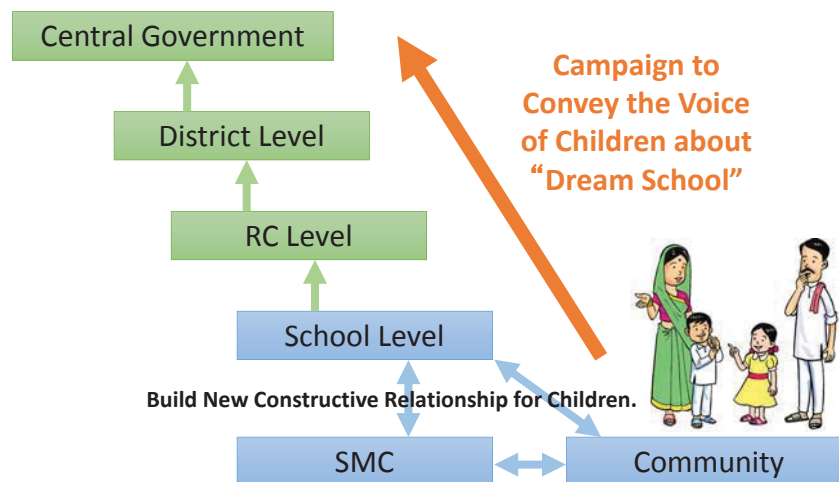 Central Government
District Level
RC Level
School Level
Campaign to
Convey the Voice
of Children about
“Dream School”
Build New Constructive Relationship for Children.
SMC
Community